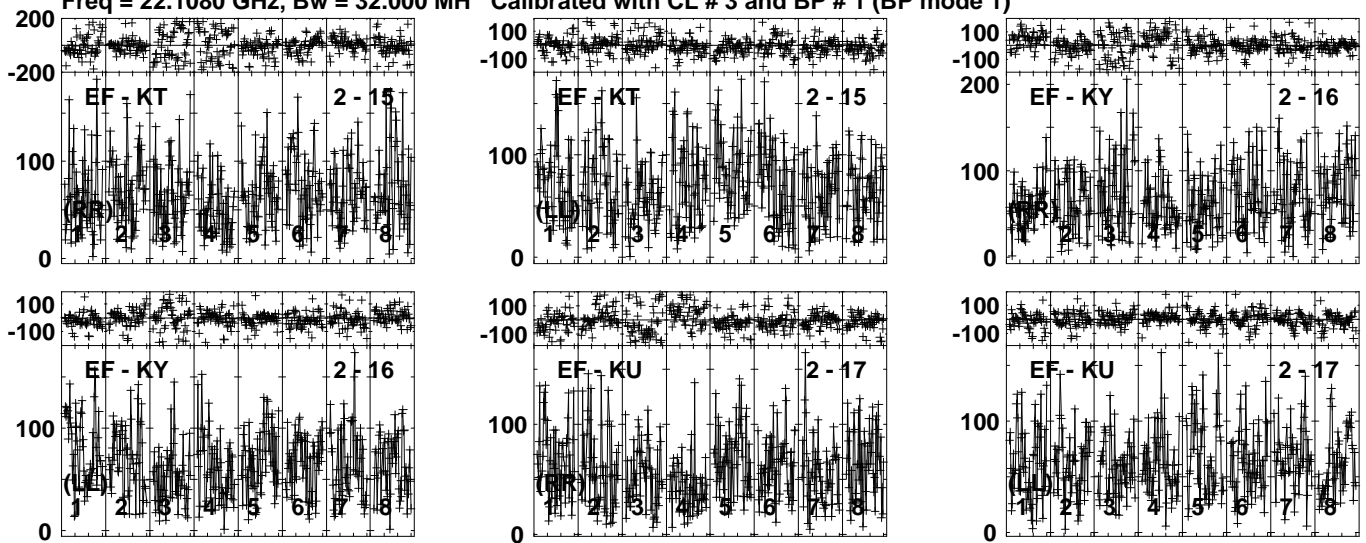 Freq = 22.1080 GHz, Bw = 32.000 MH Calibrated with CL # 3 and BP # 1 (BP mode 1)
200
-200
EF - KT 2 - 15
100
(RR)
1 2 3 4 5 6 7 8
0
100
-100
EF - KT 2 - 15
100
(LL)
1 2 3 4 5 6 7 8
0
100
-100
200
EF - KY 2 - 16
100
(RR)
1 2 3 4 5 6 7 8
0
100
-100
EF - KY 2 - 16
100
(LL)
1 2 3 4 5 6 7 8
0
100
-100
EF - KU 2 - 17
100
(RR)
1 2 3 4 5 6 7 8
0
100
-100
EF - KU 2 - 17
100
(LL)
1 2 3 4 5 6 7 8
0